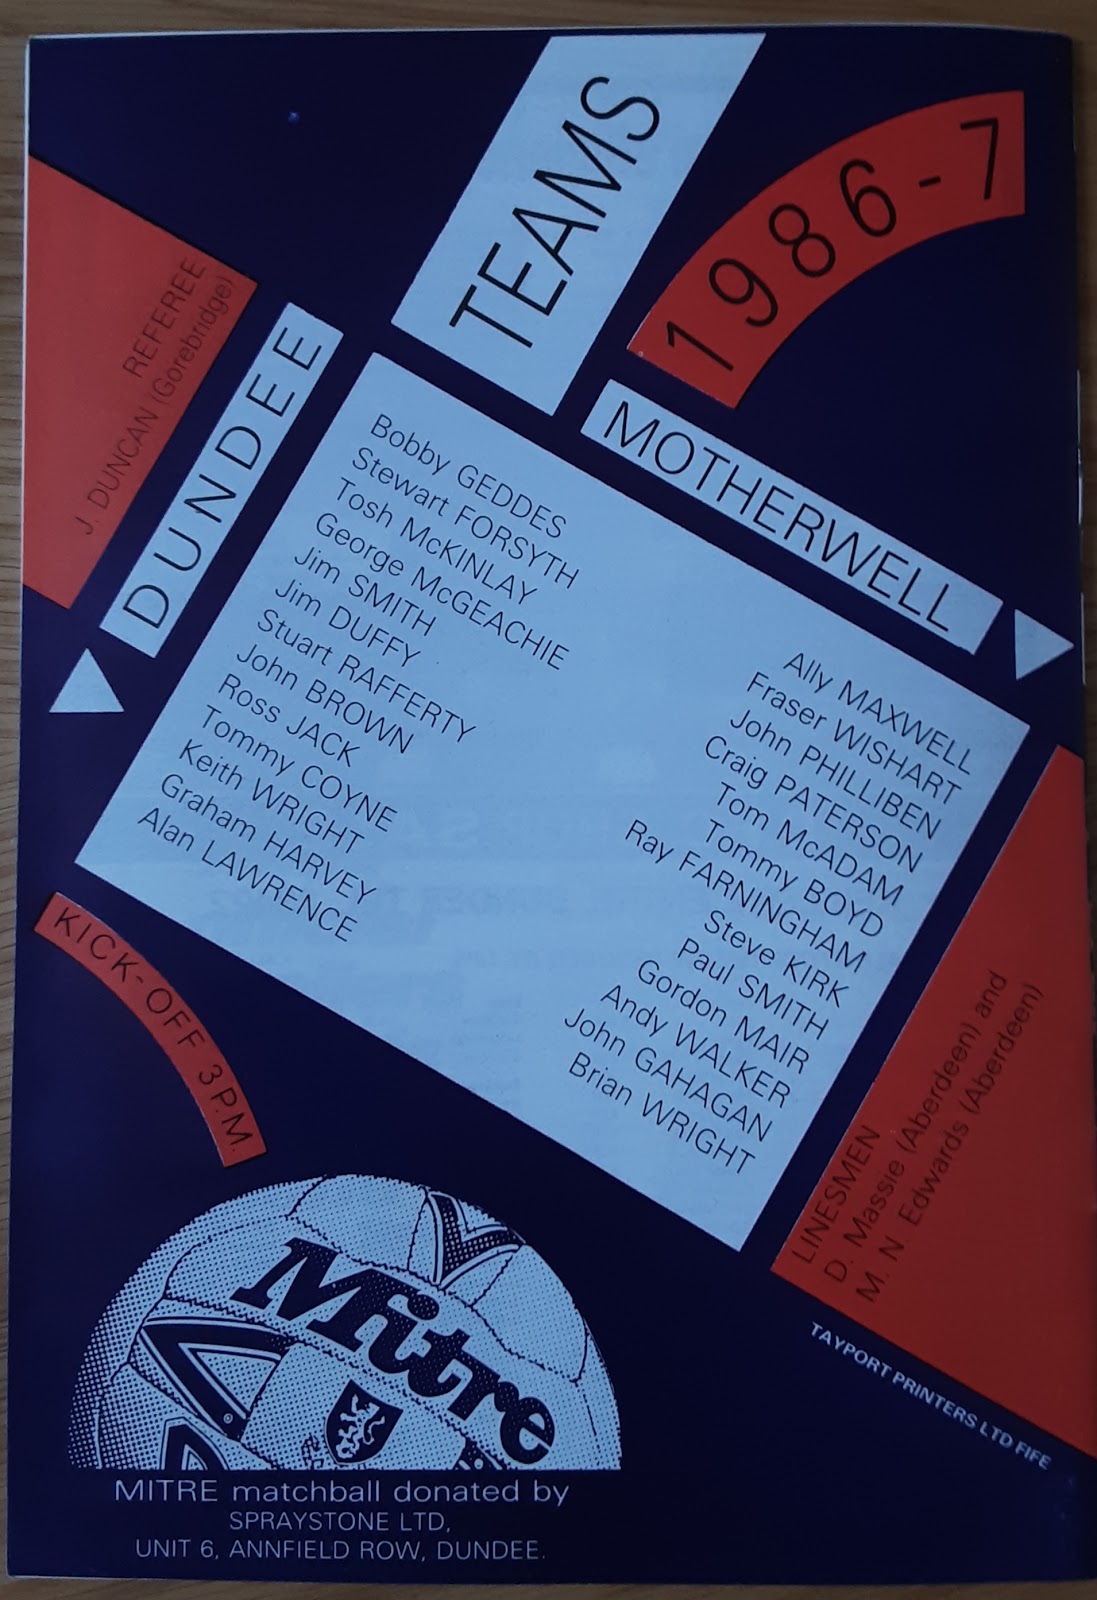 TEAMS
1986-7
REFEREE
J. DUNCAN (Gorebridge)
DUNDEE
MOTHERWELL
Bobby GEDDES
Stewart FORSYTH
Tosh McKINLAY
George McGEACHIE
Jim SMITH
Jim DUFFY
Stuart RAFFERTY
John BROWN
Ross JACK
Tommy COYNE
Keith WRIGHT
Graham HARVEY
Alan LAWRENCE
Ally MAXWELL
Fraser WISHART
John PHILLIBEN
Craig PATERSON
Tom McADAM
Tommy BOYD
Ray FARNINGHAM
Steve KIRK
Paul SMITH
Gordon MAIR
Andy WALKER
John GAHAGAN
Brian WRIGHT
KICK-OFF 3 P.M.
LINESMEN
D. Massie (Aberdeen) and
M. N Edwards (Aberdeen)
TAYPORT PRINTERS LTD FIFE
Mitre
MITRE matchball donated by
SPRAYSTONE LTD,
UNIT 6, ANNFIELD ROW, DUNDEE.